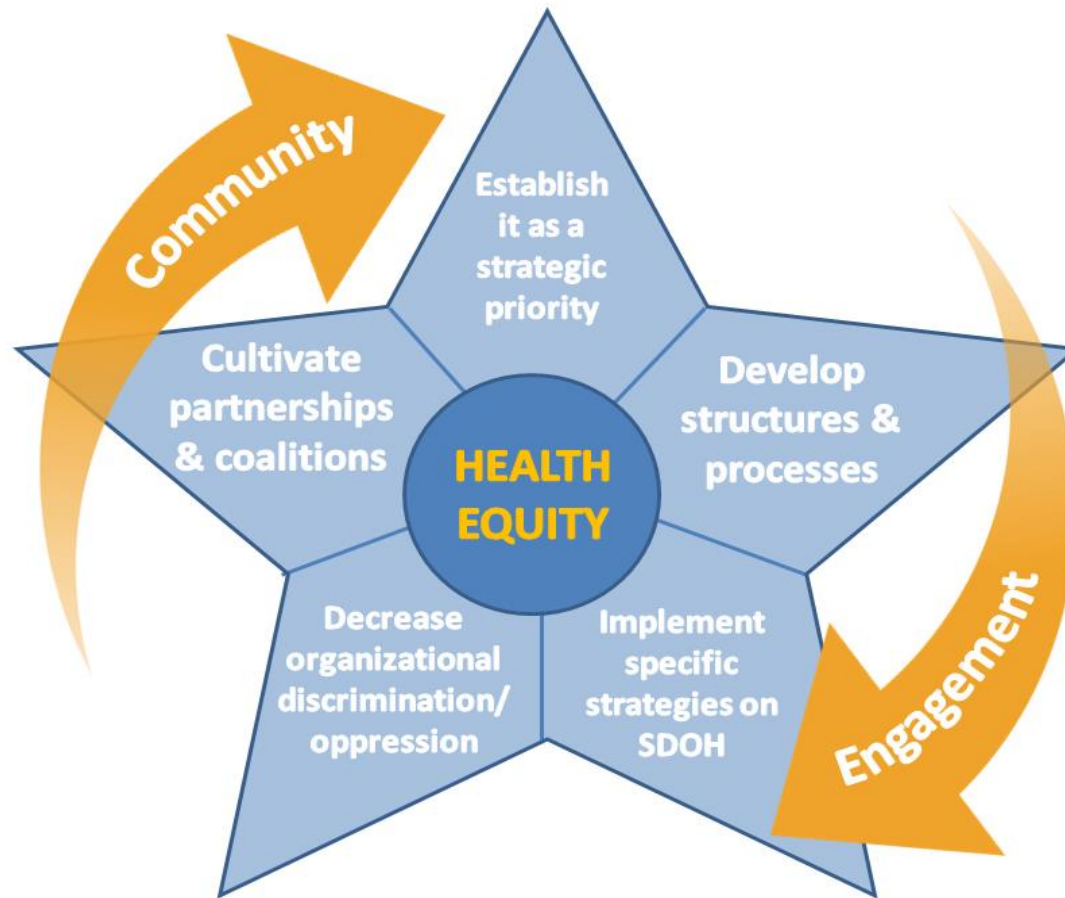 Community
Establish
it as a
strategic
priority
Cultivate
partnerships
& coalitions
Develop
structures &
processes
HEALTH
EQUITY
Decrease
organizational
discrimination/
oppression
Implement
specific
strategies on
SDOH
Engagement